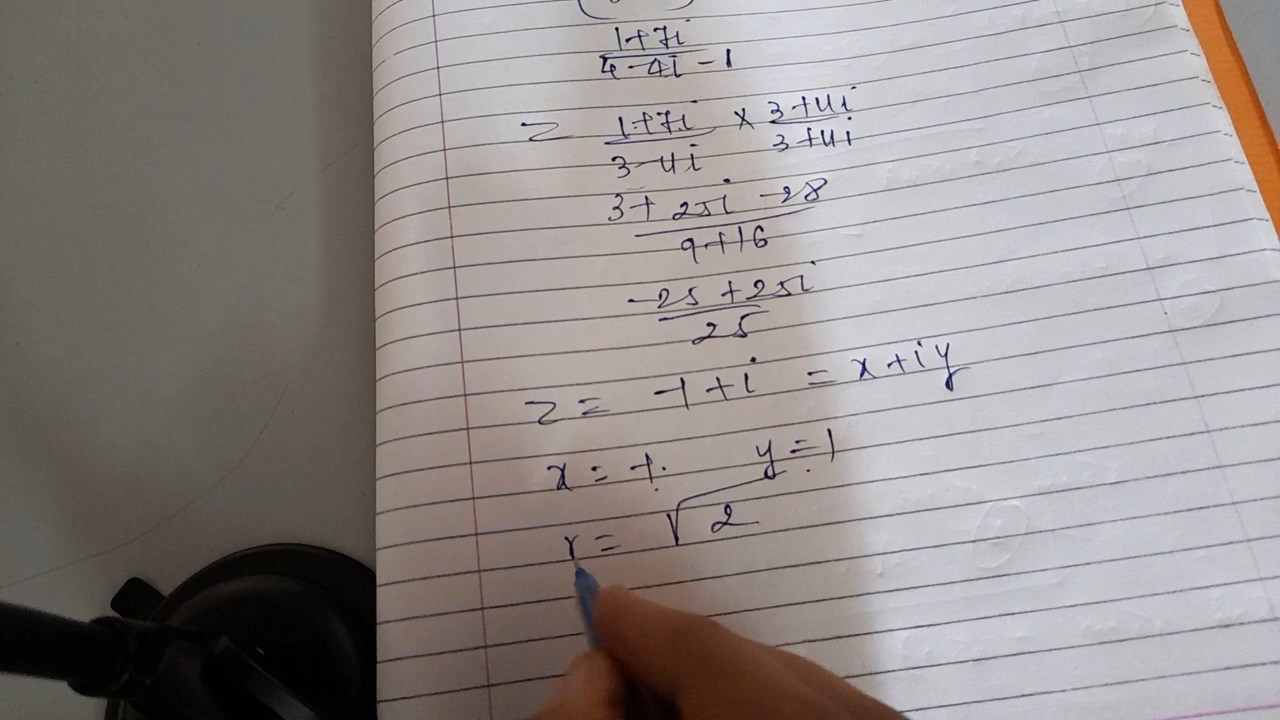 1+7i
4-4i-1
= 1+7i × 3+4i
3-4i 3+4i
3+25i-28
9+16
-25+25i
25
z = -1+i = x+iy
x = -1. y = 1
r = √2